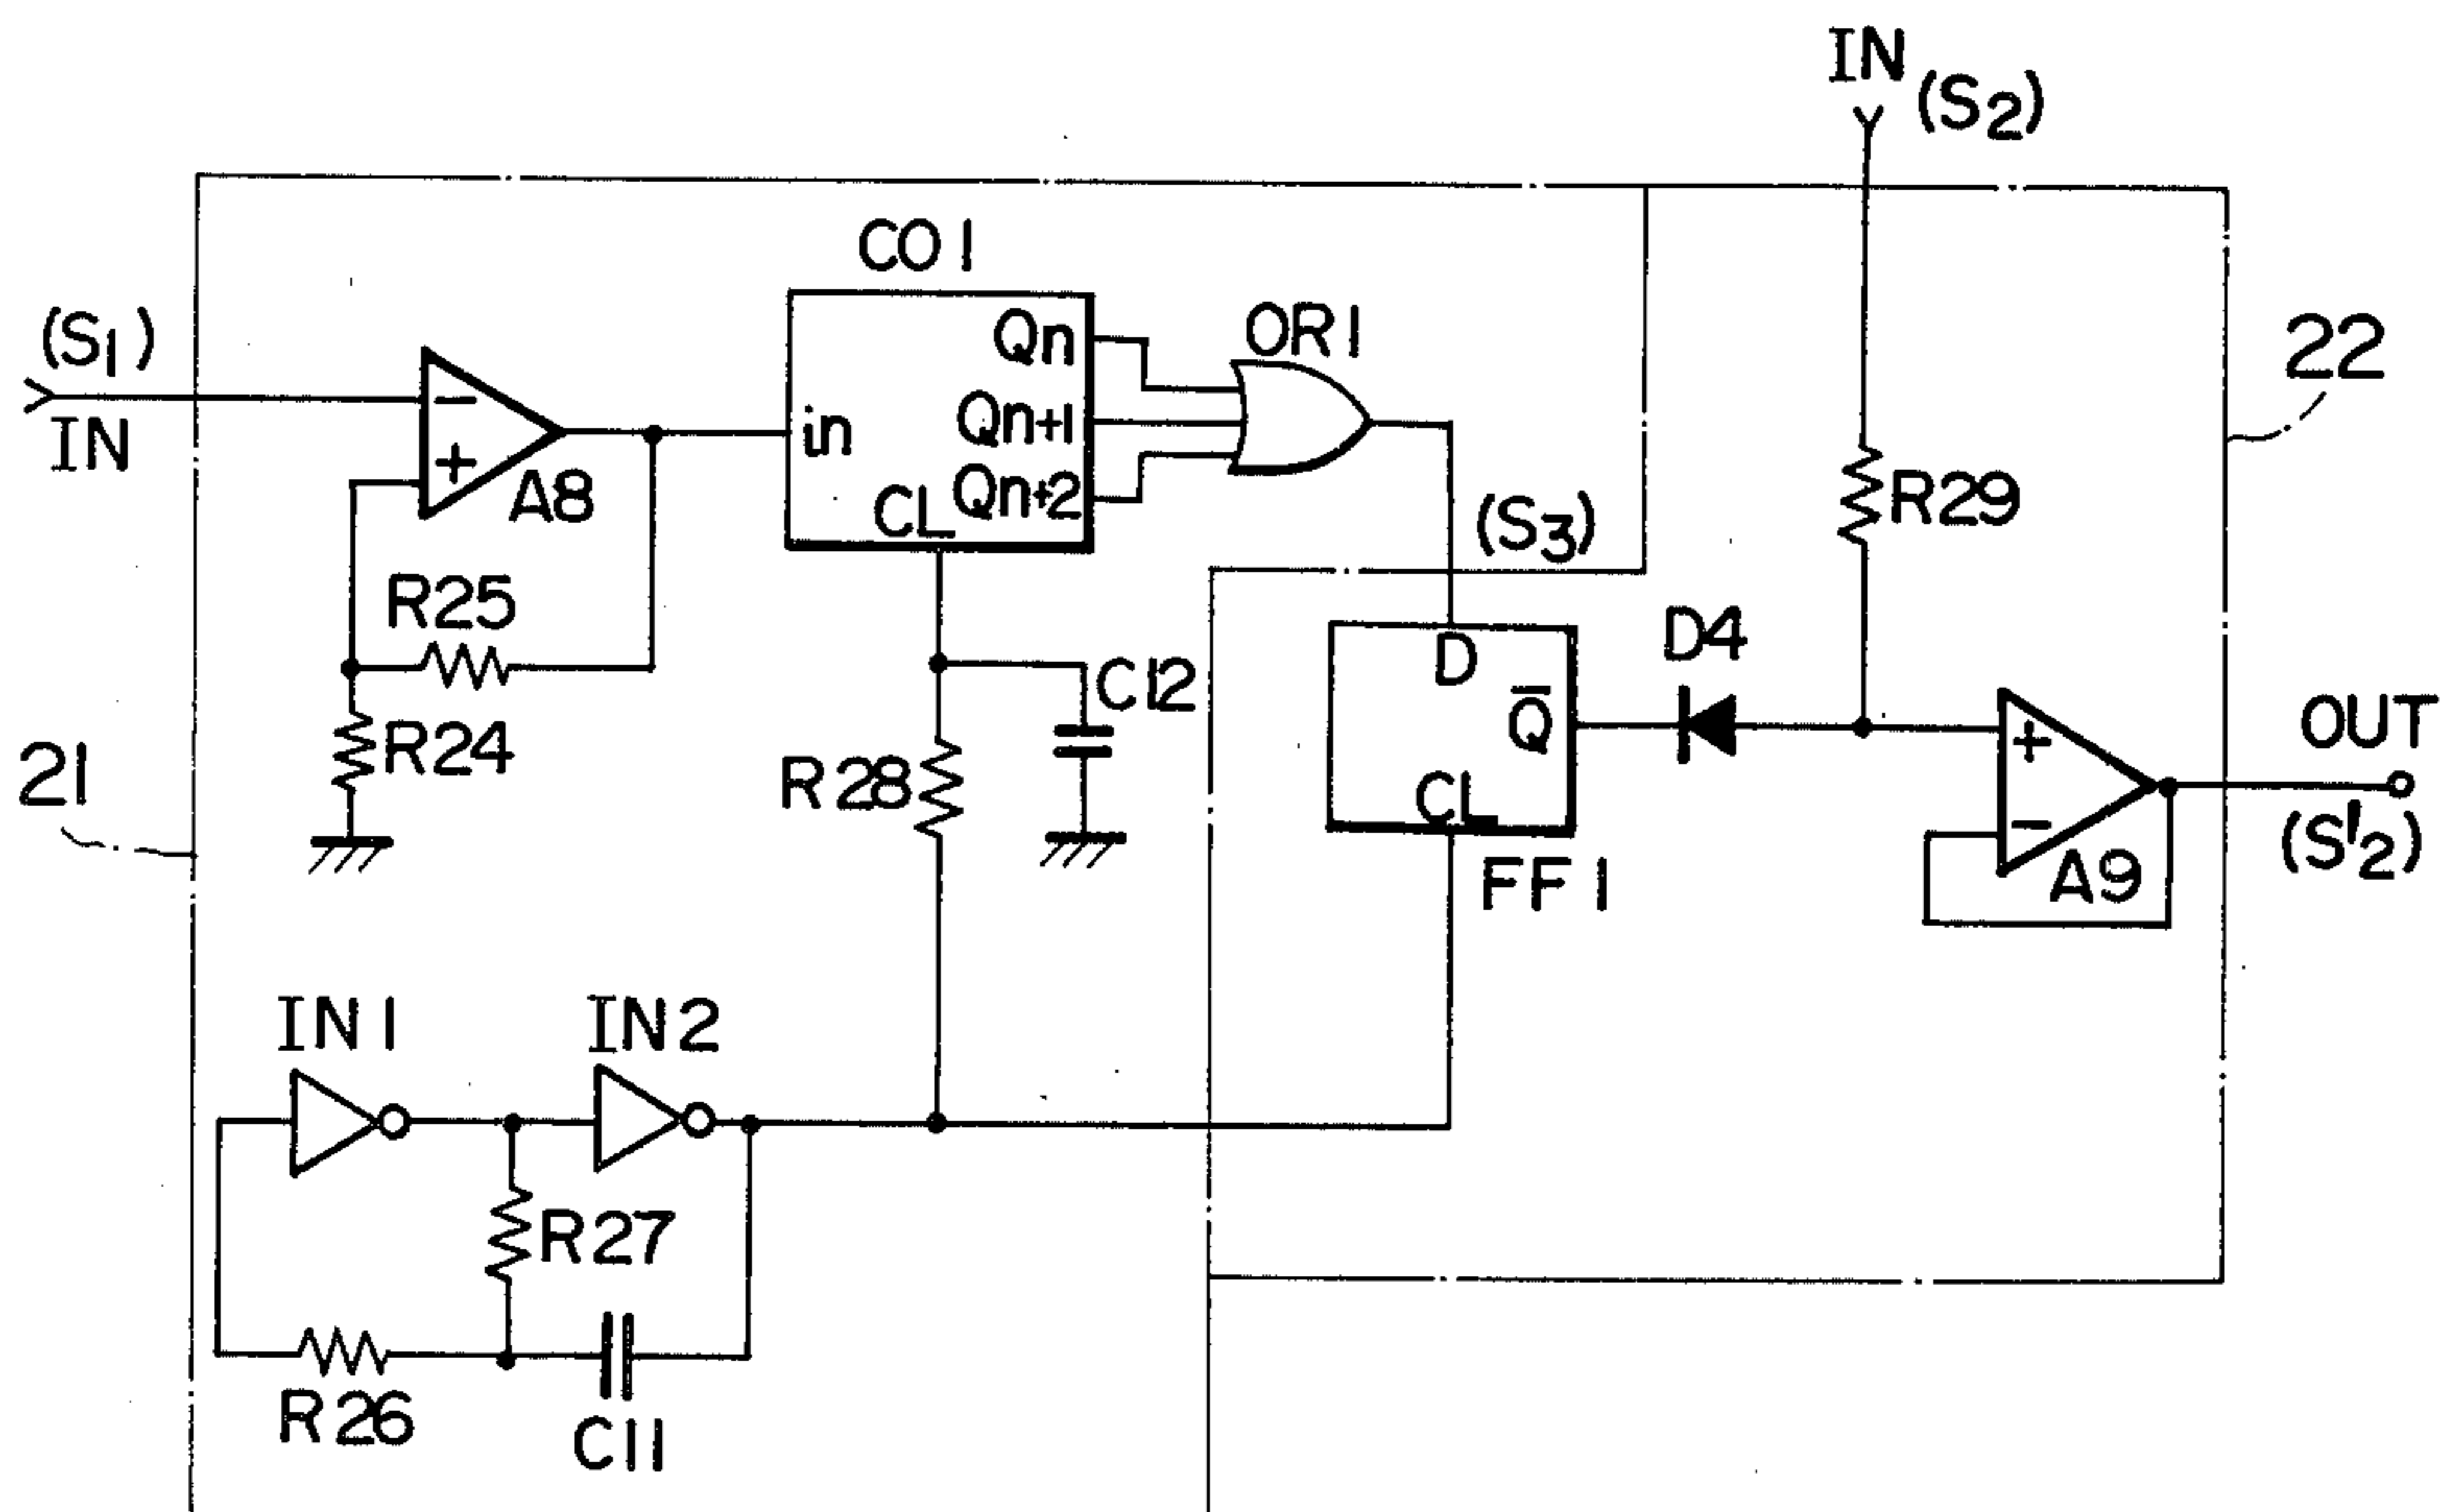 IN (S2)
CO1
(S1)
IN
Qn
OR1
22
in
Qn+1
A8
CL
Qn+2
(S3)
R29
R25
D
D4
C12
Q̅
OUT
R24
21
R28
CL
+
-
A9
(S'2)
FF1
-
+
IN1
IN2
R27
R26
C11